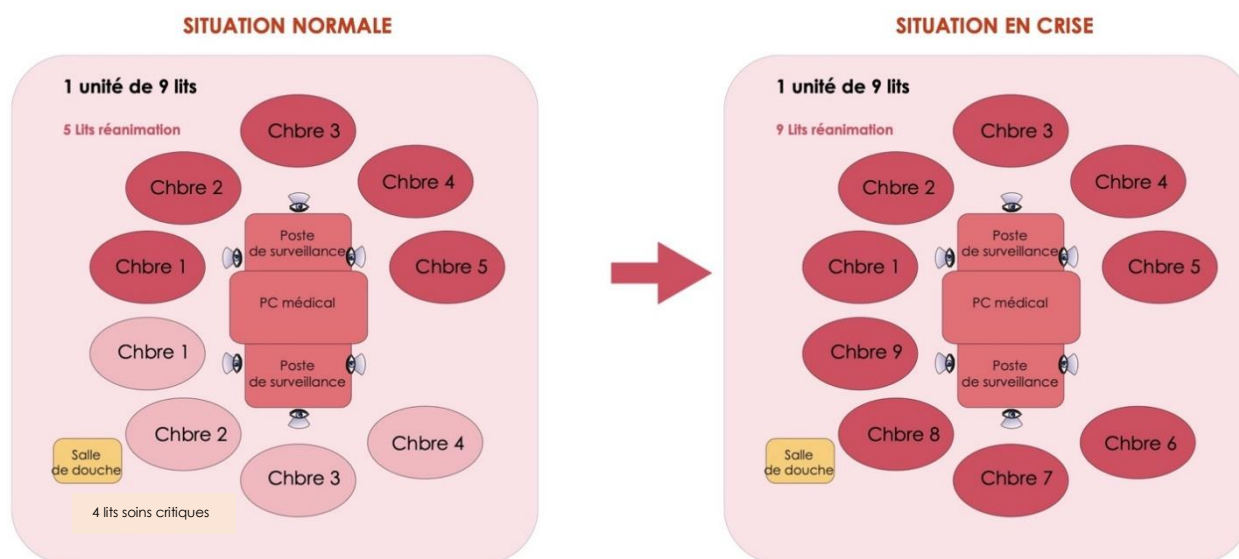 SITUATION NORMALE
1 unité de 9 lits
5 Lits réanimation
Chbre 3
Chbre 2
Chbre 4
Chbre 1
Poste
de surveillance
Chbre 5
PC médical
Chbre 1
Poste
de surveillance
Chbre 2
Chbre 4
Salle
de douche
Chbre 3
4 lits soins critiques
SITUATION EN CRISE
1 unité de 9 lits
9 Lits réanimation
Chbre 3
Chbre 2
Chbre 4
Chbre 1
Poste
de surveillance
Chbre 5
PC médical
Chbre 9
Poste
de surveillance
Chbre 8
Chbre 6
Salle
de douche
Chbre 7